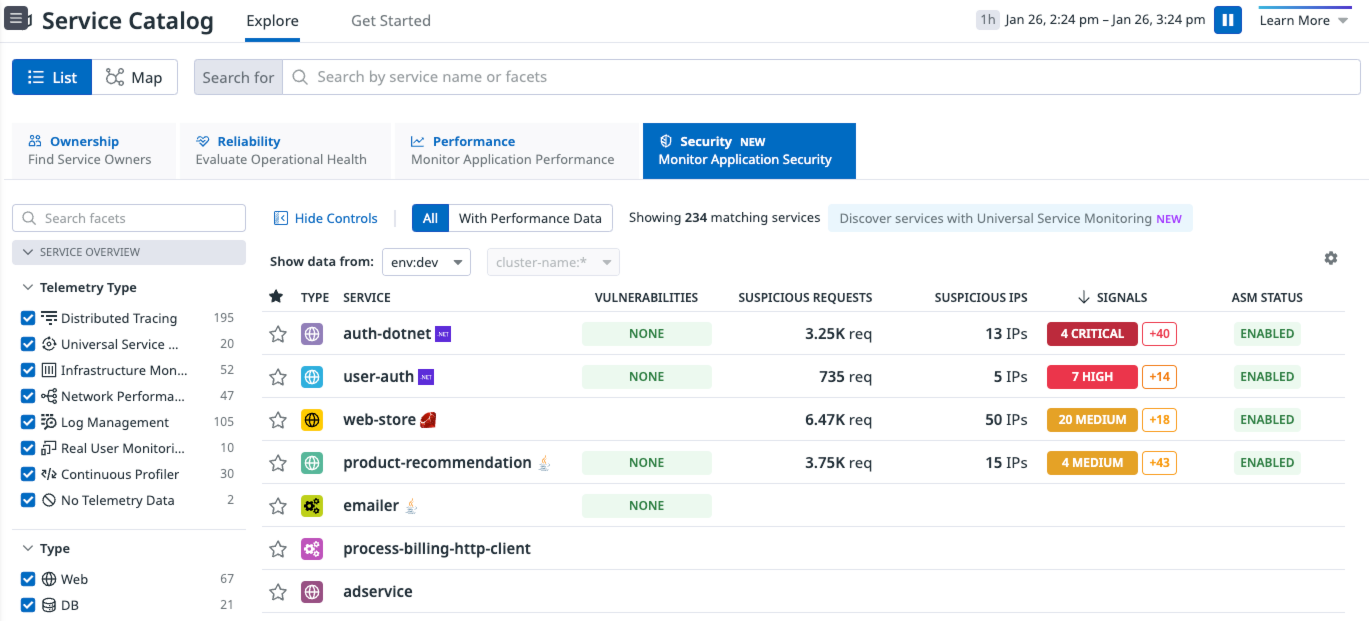 Service Catalog
Explore
Get Started
1h Jan 26, 2:24 pm – Jan 26, 3:24 pm
Learn More
List
Map
Search for
Search by service name or facets
Ownership
Find Service Owners
Reliability
Evaluate Operational Health
Performance
Monitor Application Performance
Security NEW
Monitor Application Security
Search facets
Hide Controls
All
With Performance Data
Showing 234 matching services
Discover services with Universal Service Monitoring NEW
SERVICE OVERVIEW
Telemetry Type
Distributed Tracing 195
Universal Service ... 20
Infrastructure Mon... 52
Network Performa... 47
Log Management 105
Real User Monitori... 10
Continuous Profiler 30
No Telemetry Data 2
Type
Web 67
DB 21
Show data from: env:dev cluster-name:*
TYPE SERVICE VULNERABILITIES SUSPICIOUS REQUESTS SUSPICIOUS IPS SIGNALS ASM STATUS
auth-dotnet .NET NONE 3.25K req 13 IPs 4 CRITICAL +40 ENABLED
user-auth .NET NONE 735 req 5 IPs 7 HIGH +14 ENABLED
web-store 6.47K req 50 IPs 20 MEDIUM +18 ENABLED
product-recommendation NONE 3.75K req 15 IPs 4 MEDIUM +43 ENABLED
emailer NONE
process-billing-http-client
adservice